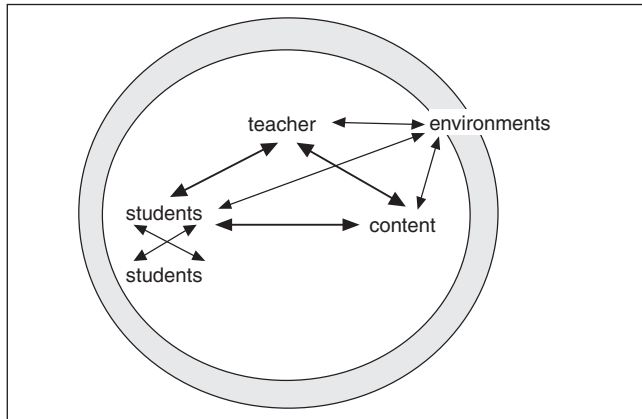 teacher
environments
students
content
students